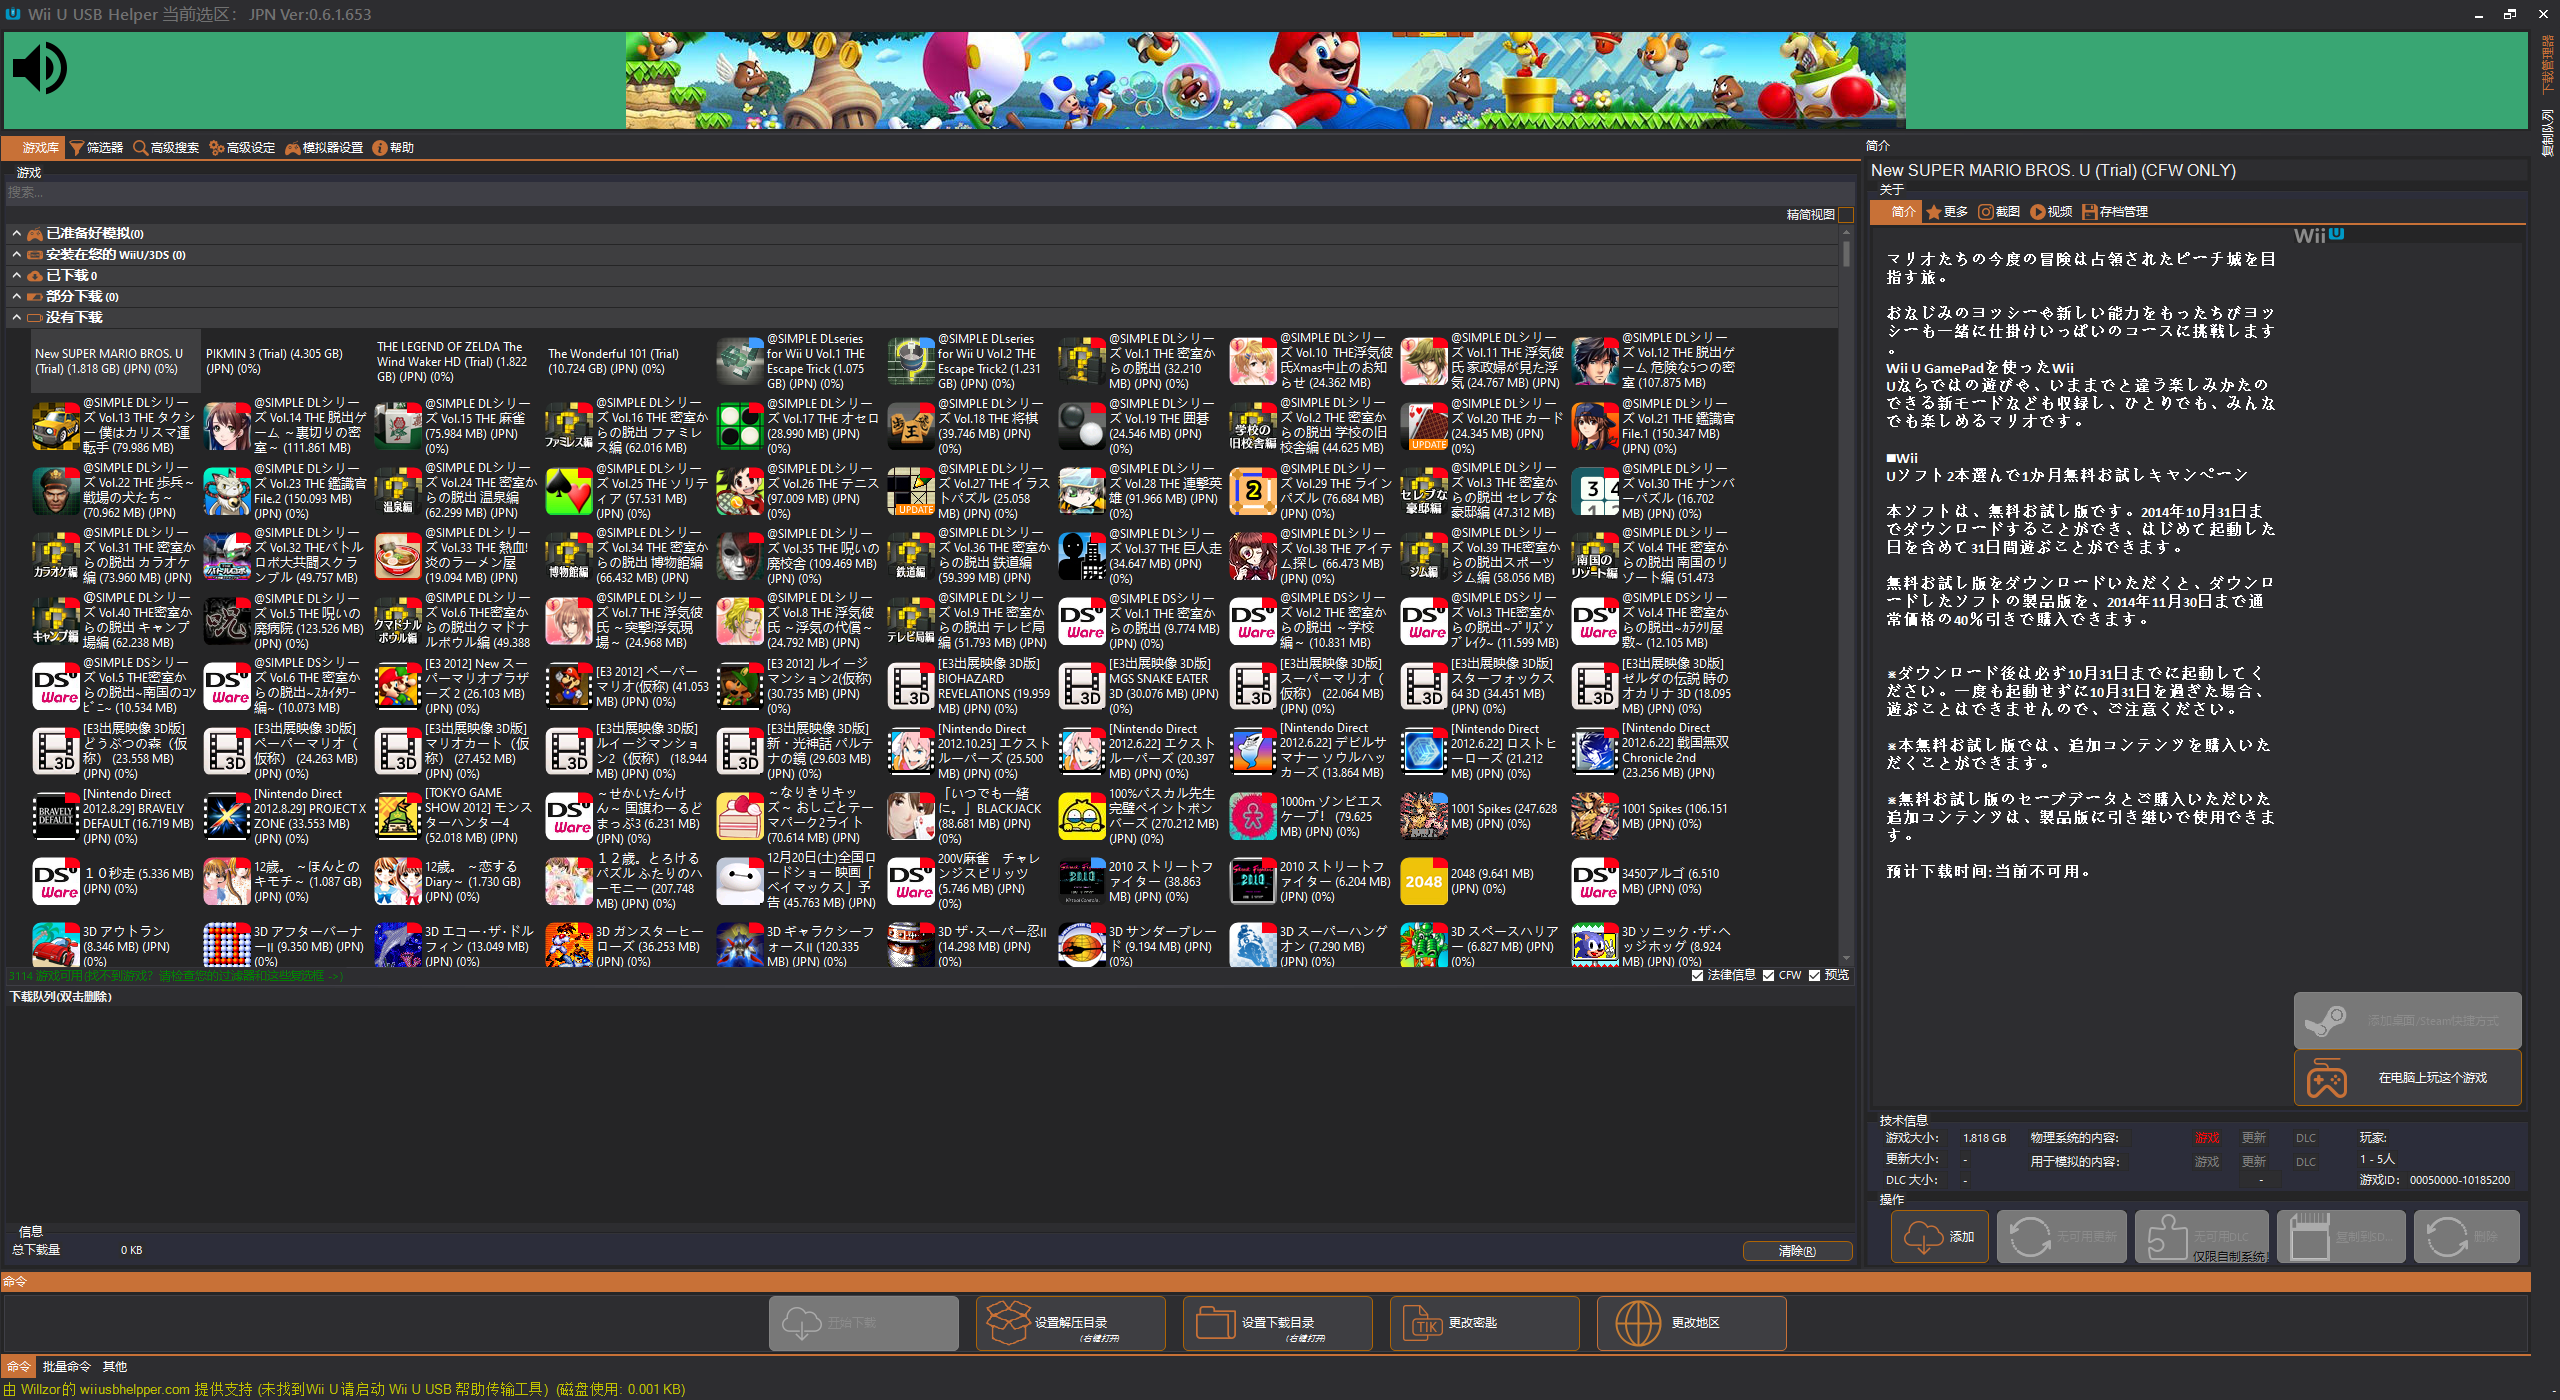 Wii U USB Helper 当前选区： JPN Ver:0.6.1.653
下载管理器
复制队列
游戏库 筛选器 高级搜索 高级设定 模拟器设置 帮助
游戏
搜索...
精简视图
已准备好模拟(0)
安装在您的 WiiU/3DS (0)
已下载 0
部分下载 (0)
没有下载
New SUPER MARIO BROS. U
(Trial) (1.818 GB) (JPN) (0%)
PIKMIN 3 (Trial) (4.305 GB)
(JPN) (0%)
THE LEGEND OF ZELDA The
Wind Waker HD (Trial) (1.822
GB) (JPN) (0%)
The Wonderful 101 (Trial)
(10.724 GB) (JPN) (0%)
@SIMPLE DLseries
for Wii U Vol.1 THE
Escape Trick (1.075
GB) (JPN) (0%)
@SIMPLE DLseries
for Wii U Vol.2 THE
Escape Trick2 (1.231
GB) (JPN) (0%)
@SIMPLE DLシリー
ズ Vol.1 THE 密室か
らの脱出 (32.210
MB) (JPN) (0%)
@SIMPLE DLシリー
ズ Vol.10 THE浮気彼
氏Xmas中止のお知
らせ (24.362 MB)
@SIMPLE DLシリー
ズ Vol.11 THE 浮気彼
氏 家政婦が見た浮
気 (24.767 MB) (JPN)
@SIMPLE DLシリー
ズ Vol.12 THE 脱出ゲ
ーム 危険な5つの密
室 (107.875 MB)
@SIMPLE DLシリー
ズ Vol.13 THE タクシ
ー 僕はカリスマ運
転手 (79.986 MB)
@SIMPLE DLシリー
ズ Vol.14 THE 脱出ゲ
ーム ～裏切りの密
室～ (111.861 MB)
@SIMPLE DLシリー
ズ Vol.15 THE 麻雀
(75.984 MB) (JPN)
(0%)
@SIMPLE DLシリー
ズ Vol.16 THE 密室か
らの脱出 ファミレ
ス編 (62.016 MB)
@SIMPLE DLシリー
ズ Vol.17 THE オセロ
(28.990 MB) (JPN)
(0%)
@SIMPLE DLシリー
ズ Vol.18 THE 将棋
(39.746 MB) (JPN)
(0%)
@SIMPLE DLシリー
ズ Vol.19 THE 囲碁
(24.546 MB) (JPN)
(0%)
@SIMPLE DLシリー
ズ Vol.2 THE 密室か
らの脱出 学校の旧
校舎編 (44.625 MB)
@SIMPLE DLシリー
ズ Vol.20 THE カード
(24.345 MB) (JPN)
(0%)
@SIMPLE DLシリー
ズ Vol.21 THE 鑑識官
File.1 (150.347 MB)
(JPN) (0%)
@SIMPLE DLシリー
ズ Vol.22 THE 歩兵～
戦場の犬たち～
(70.962 MB) (JPN)
@SIMPLE DLシリー
ズ Vol.23 THE 鑑識官
File.2 (150.093 MB)
(JPN) (0%)
@SIMPLE DLシリー
ズ Vol.24 THE 密室か
らの脱出 温泉編
(62.299 MB) (JPN)
@SIMPLE DLシリー
ズ Vol.25 THE ソリテ
ィア (57.531 MB)
(JPN) (0%)
@SIMPLE DLシリー
ズ Vol.26 THE テニス
(97.009 MB) (JPN)
(0%)
@SIMPLE DLシリー
ズ Vol.27 THE イラス
トパズル (25.058
MB) (JPN) (0%)
@SIMPLE DLシリー
ズ Vol.28 THE 連撃英
雄 (91.966 MB) (JPN)
(0%)
@SIMPLE DLシリー
ズ Vol.29 THE ライン
パズル (76.684 MB)
(JPN) (0%)
@SIMPLE DLシリー
ズ Vol.3 THE 密室か
らの脱出 セレブな
豪邸編 (47.312 MB)
@SIMPLE DLシリー
ズ Vol.30 THE ナンバ
ーパズル (16.702
MB) (JPN) (0%)
@SIMPLE DLシリー
ズ Vol.31 THE 密室か
らの脱出 カラオケ
編 (73.960 MB) (JPN)
@SIMPLE DLシリー
ズ Vol.32 THEバトル
ロボ大共闘スクラ
ンブル (49.757 MB)
@SIMPLE DLシリー
ズ Vol.33 THE 熱血!
炎のラーメン屋
(19.094 MB) (JPN)
@SIMPLE DLシリー
ズ Vol.34 THE 密室か
らの脱出 博物館編
(66.432 MB) (JPN)
@SIMPLE DLシリー
ズ Vol.35 THE 呪いの
廃校舎 (109.469 MB)
(JPN) (0%)
@SIMPLE DLシリー
ズ Vol.36 THE 密室か
らの脱出 鉄道編
(59.399 MB) (JPN)
@SIMPLE DLシリー
ズ Vol.37 THE 巨人走
(34.647 MB) (JPN)
(0%)
@SIMPLE DLシリー
ズ Vol.38 THE アイテ
ム探し (66.473 MB)
(JPN) (0%)
@SIMPLE DLシリー
ズ Vol.39 THE密室か
らの脱出スポーツ
ジム編 (58.056 MB)
@SIMPLE DLシリー
ズ Vol.4 THE 密室か
らの脱出 南国のリ
ゾート編 (51.473
@SIMPLE DLシリー
ズ Vol.40 THE密室か
らの脱出 キャンプ
場編 (62.238 MB)
@SIMPLE DLシリー
ズ Vol.5 THE 呪いの
廃病院 (123.526 MB)
(JPN) (0%)
@SIMPLE DLシリー
ズ Vol.6 THE密室か
らの脱出クマドナ
ルボウル編 (49.388
@SIMPLE DLシリー
ズ Vol.7 THE 浮気彼
氏 ～突撃!浮気現
場～ (24.968 MB)
@SIMPLE DLシリー
ズ Vol.8 THE 浮気彼
氏 ～浮気の代償～
(24.792 MB) (JPN)
@SIMPLE DLシリー
ズ Vol.9 THE 密室か
らの脱出 テレビ局
編 (51.793 MB) (JPN)
@SIMPLE DSシリー
ズ Vol.1 THE 密室か
らの脱出 (9.774 MB)
(JPN) (0%)
@SIMPLE DSシリー
ズ Vol.2 THE 密室か
らの脱出 ～学校
編～ (10.831 MB)
@SIMPLE DSシリー
ズ Vol.3 THE密室か
らの脱出~ﾌﾟﾘｽﾞﾝ
ﾌﾞﾚｲｸ~ (11.599 MB)
@SIMPLE DSシリー
ズ Vol.4 THE 密室か
らの脱出~ｶﾗｸﾘ屋
敷~ (12.105 MB)
@SIMPLE DSシリー
ズ Vol.5 THE密室か
らの脱出~南国のｺﾝ
ﾋﾞﾆ~ (10.534 MB)
@SIMPLE DSシリー
ズ Vol.6 THE密室か
らの脱出~ｽｶｲﾀﾜｰ
編~ (10.073 MB)
[E3 2012] New スー
パーマリオブラザ
ーズ 2 (26.103 MB)
(JPN) (0%)
[E3 2012] ペーパー
マリオ(仮称) (41.053
MB) (JPN) (0%)
[E3 2012] ルイージ
マンション2(仮称)
(30.735 MB) (JPN)
(0%)
[E3出展映像 3D版]
BIOHAZARD
REVELATIONS (19.959
MB) (JPN) (0%)
[E3出展映像 3D版]
MGS SNAKE EATER
3D (30.076 MB) (JPN)
(0%)
[E3出展映像 3D版]
スーパーマリオ（
仮称） (22.064 MB)
(JPN) (0%)
[E3出展映像 3D版]
スターフォックス
64 3D (34.451 MB)
(JPN) (0%)
[E3出展映像 3D版]
ゼルダの伝説 時の
オカリナ 3D (18.095
MB) (JPN) (0%)
[E3出展映像 3D版]
どうぶつの森（仮
称） (23.558 MB)
(JPN) (0%)
[E3出展映像 3D版]
ペーパーマリオ（
仮称） (24.263 MB)
(JPN) (0%)
[E3出展映像 3D版]
マリオカート（仮
称） (27.452 MB)
(JPN) (0%)
[E3出展映像 3D版]
ルイージマンショ
ン2（仮称） (18.944
MB) (JPN) (0%)
[E3出展映像 3D版]
新・光神話 パルテ
ナの鏡 (29.603 MB)
(JPN) (0%)
[Nintendo Direct
2012.10.25] エクスト
ルーパーズ (25.500
MB) (JPN) (0%)
[Nintendo Direct
2012.6.22] エクスト
ルーパーズ (20.397
MB) (JPN) (0%)
[Nintendo Direct
2012.6.22] デビルサ
マナー ソウルハッ
カーズ (13.864 MB)
[Nintendo Direct
2012.6.22] ロストヒ
ーローズ (21.212
MB) (JPN) (0%)
[Nintendo Direct
2012.6.22] 戦国無双
Chronicle 2nd
(23.256 MB) (JPN)
[Nintendo Direct
2012.8.29] BRAVELY
DEFAULT (16.719 MB)
(JPN) (0%)
[Nintendo Direct
2012.8.29] PROJECT X
ZONE (33.553 MB)
(JPN) (0%)
[TOKYO GAME
SHOW 2012] モンス
ターハンター4
(52.018 MB) (JPN)
～せかいたんけ
ん～ 国旗わーるど
まっぷ3 (6.231 MB)
(JPN) (0%)
～なりきりキッ
ズ～ おしごとテー
マパーク2ライト
(70.614 MB) (JPN)
「いつでも一緒
に。」BLACKJACK
(88.681 MB) (JPN)
(0%)
100%パスカル先生
完璧ペイントボン
バーズ (270.212 MB)
(JPN) (0%)
1000m ゾンビエス
ケープ！ (79.625
MB) (JPN) (0%)
1001 Spikes (247.628
MB) (JPN) (0%)
1001 Spikes (106.151
MB) (JPN) (0%)
１０秒走 (5.336 MB)
(JPN) (0%)
12歳。～ほんとの
キモチ～ (1.087 GB)
(JPN) (0%)
12歳。～恋する
Diary～ (1.730 GB)
(JPN) (0%)
１２歳。とろける
パズル ふたりのハ
ーモニー (207.748
MB) (JPN) (0%)
12月20日(土)全国ロ
ードショー 映画「
ベイマックス」予
告 (45.763 MB) (JPN)
200V麻雀 チャレ
ンジスピリッツ
(5.746 MB) (JPN)
(0%)
2010 ストリートフ
ァイター (38.863
MB) (JPN) (0%)
2010 ストリートフ
ァイター (6.204 MB)
(JPN) (0%)
2048 (9.641 MB)
(JPN) (0%)
3450アルゴ (6.510
MB) (JPN) (0%)
3D アウトラン
(8.346 MB) (JPN)
(0%)
3D アフターバーナ
ーII (9.350 MB) (JPN)
(0%)
3D エコー・ザ・ドル
フィン (13.049 MB)
(JPN) (0%)
3D ガンスターヒー
ローズ (36.253 MB)
(JPN) (0%)
3D ギャラクシーフ
ォースII (120.335
MB) (JPN) (0%)
3D ザ・スーパー忍II
(14.298 MB) (JPN)
(0%)
3D サンダーブレー
ド (9.194 MB) (JPN)
(0%)
3D スーパーハング
オン (7.290 MB)
(JPN) (0%)
3D スペースハリア
ー (6.827 MB) (JPN)
(0%)
3D ソニック・ザ・ヘ
ッジホッグ (8.924
MB) (JPN) (0%)
3114 游戏可用(找不到游戏？请检查您的过滤器和这些复选框 ->)
法律信息 CFW 预览
下载队列(双击删除)
信息
总下载量 0 KB
清除(R)
简介
New SUPER MARIO BROS. U (Trial) (CFW ONLY)
关于
简介 更多 截图 视频 存档管理
Wii U
マリオたちの今度の冒険は占領されたピーチ城を目
指す旅。
おなじみのヨッシーや新しい能力をもったちびヨッ
シーも一緒に仕掛けいっぱいのコースに挑戦します
。
Wii U GamePadを使ったWii
Uならではの遊びや、いままでと違う楽しみかたの
できる新モードなども収録し、ひとりでも、みんな
でも楽しめるマリオです。
■Wii
Uソフト2本選んで1か月無料お試しキャンペーン
本ソフトは、無料お試し版です。2014年10月31日ま
でダウンロードすることができ、はじめて起動した
日を含めて31日間遊ぶことができます。
無料お試し版をダウンロードいただくと、ダウンロ
ードしたソフトの製品版を、2014年11月30日まで通
常価格の40％引きで購入できます。
※ダウンロード後は必ず10月31日までに起動してく
ださい。一度も起動せずに10月31日を過ぎた場合、
遊ぶことはできませんので、ご注意ください。
※本無料お試し版では、追加コンテンツを購入いた
だくことができます。
※無料お試し版のセーブデータとご購入いただいた
追加コンテンツは、製品版に引き継いで使用できま
す。
预计下载时间:当前不可用。
添加桌面/Steam快捷方式
在电脑上玩这个游戏
技术信息
游戏大小： 1.818 GB 物理系统的内容: 游戏 更新 DLC 玩家:
更新大小： - 用于模拟的内容: 游戏 更新 DLC 1 - 5人
DLC 大小： - - 游戏ID： 00050000-10185200
操作
添加
无可用更新
无可用DLC
仅限自制系统
复制到SD...
删除
命令
开始下载
设置解压目录
(右键打开)
设置下载目录
(右键打开)
更改密匙
更改地区
命令 批量命令 其他
由 Willzor的 wiiusbhelpper.com 提供支持 (未找到Wii U 请启动 Wii U USB 帮助传输工具) (磁盘使用: 0.001 KB)